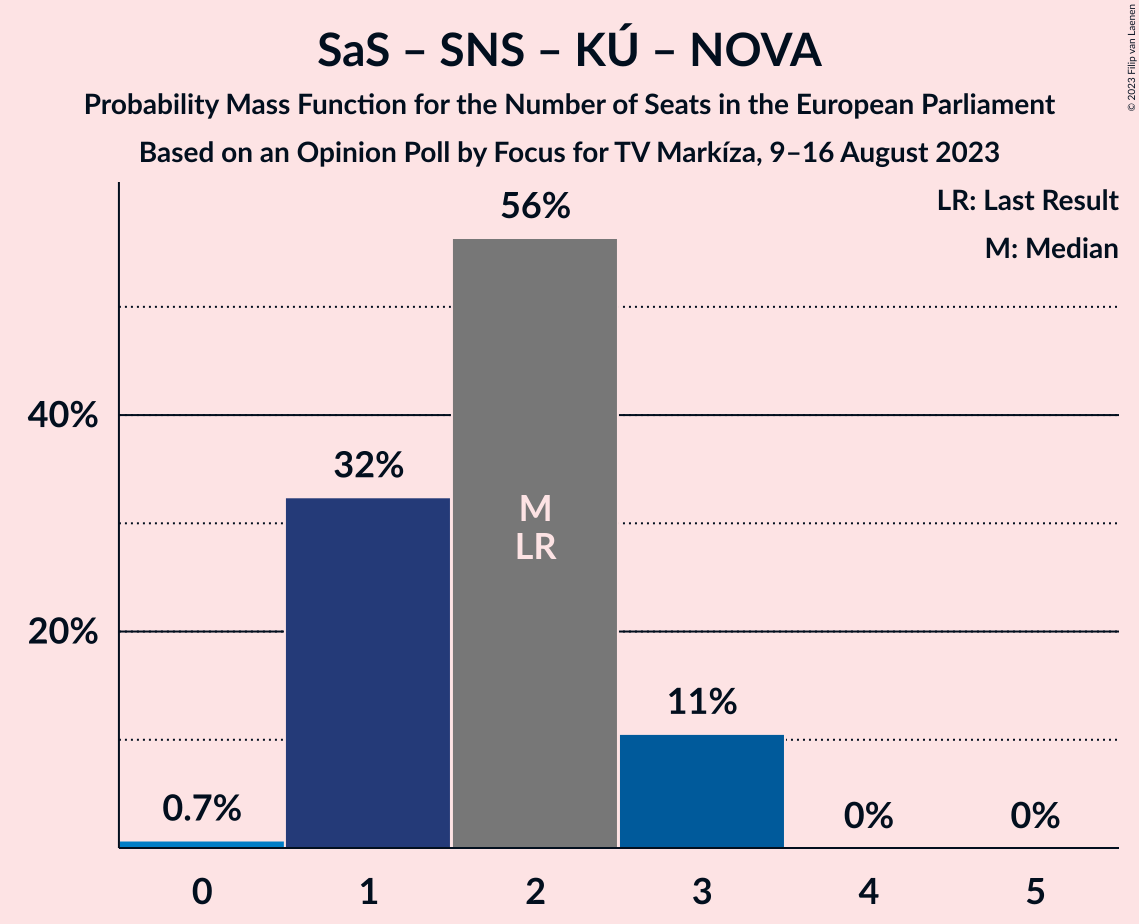 SaS – SNS – KÚ – NOVA
Probability Mass Function for the Number of Seats in the European Parliament
Based on an Opinion Poll by Focus for TV Markíza, 9–16 August 2023
© 2023 Filip van Laenen
LR: Last Result
M: Median
56%
40%
32%
M
LR
20%
11%
0.7%
0%
0%
0 1 2 3 4 5